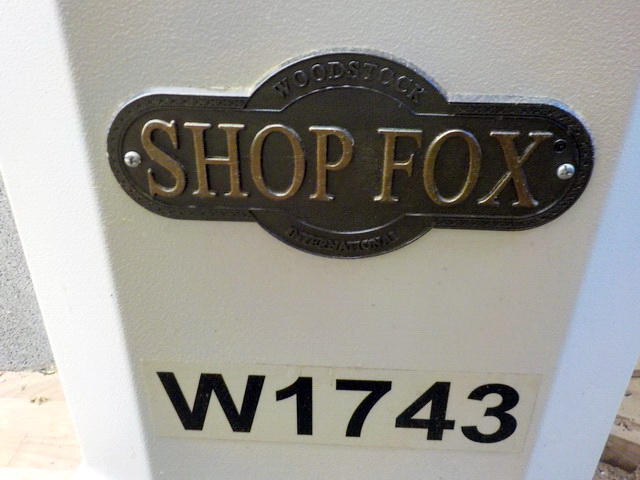 WOODSTOCK
SHOP FOX
INTERNATIONAL
W1743